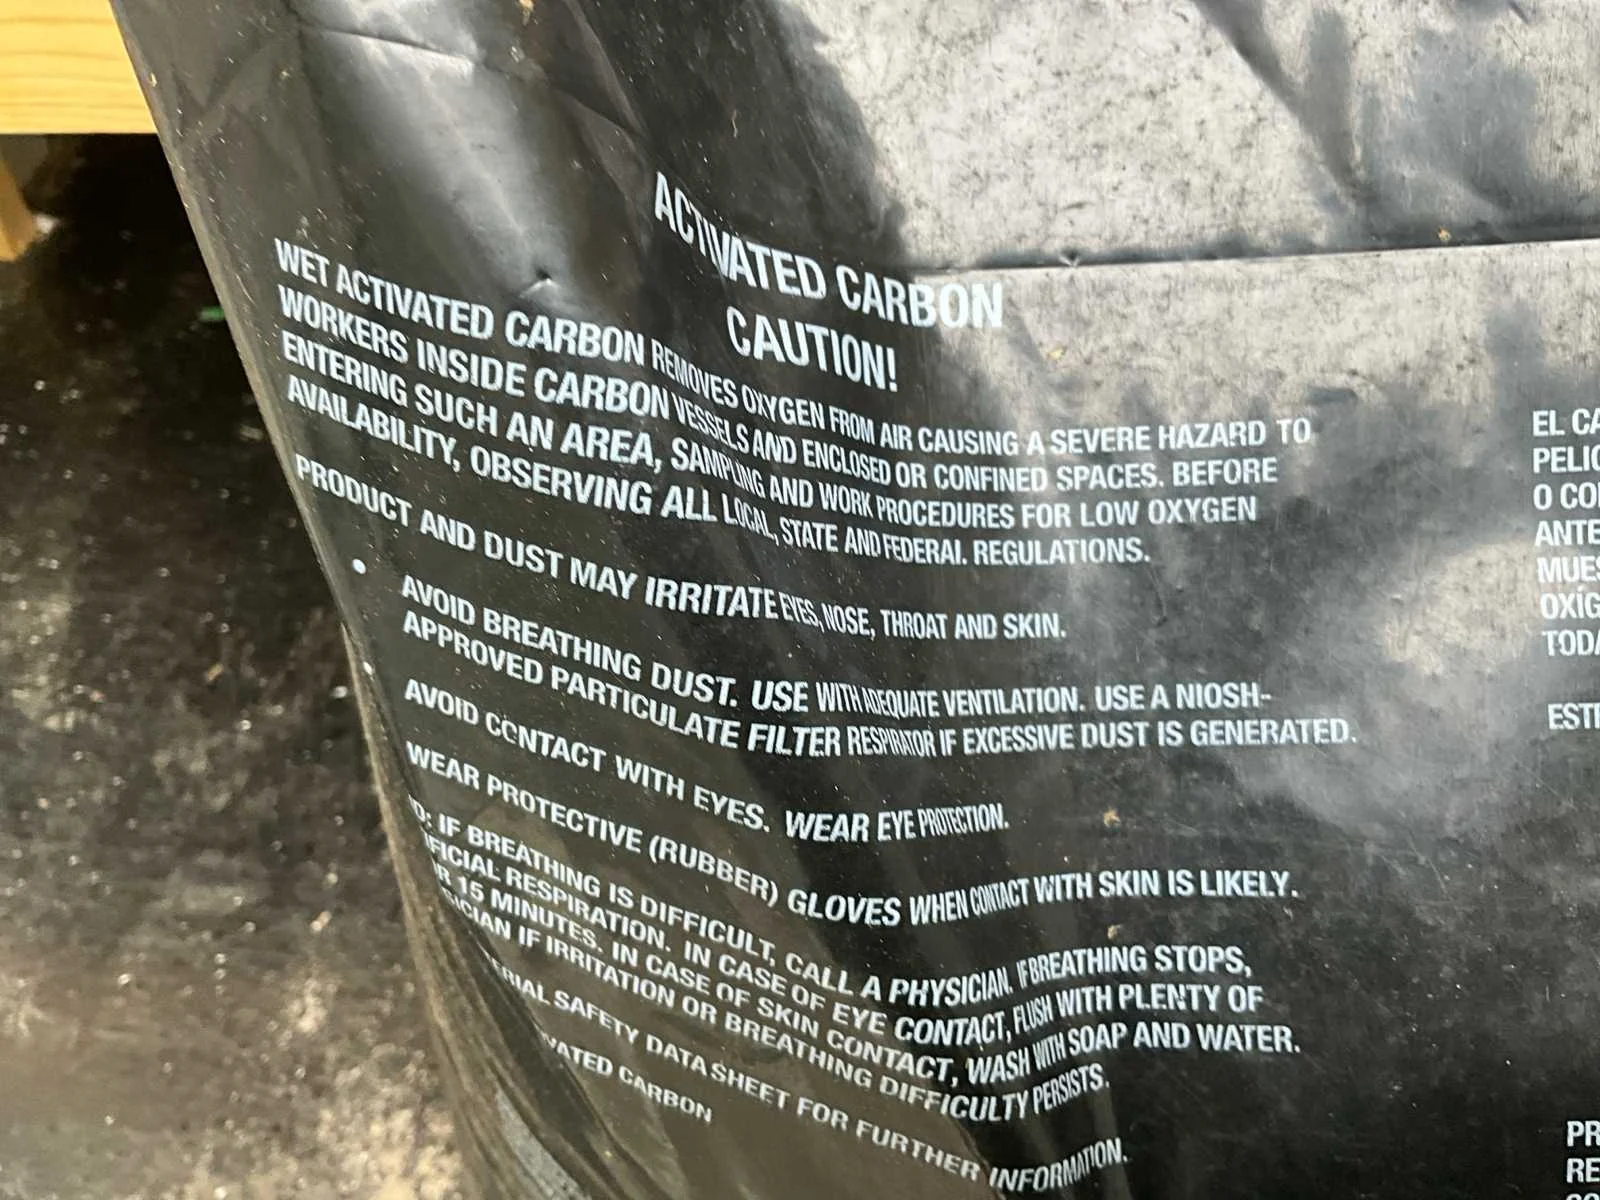 ACTIVATED CARBON
CAUTION!
WET ACTIVATED CARBON REMOVES OXYGEN FROM AIR CAUSING A SEVERE HAZARD TO
WORKERS INSIDE CARBON VESSELS AND ENCLOSED OR CONFINED SPACES. BEFORE
ENTERING SUCH AN AREA, SAMPLING AND WORK PROCEDURES FOR LOW OXYGEN
AVAILABILITY, OBSERVING ALL LOCAL, STATE AND FEDERAL REGULATIONS.
PRODUCT AND DUST MAY IRRITATE EYES, NOSE, THROAT AND SKIN.
• AVOID BREATHING DUST. USE WITH ADEQUATE VENTILATION. USE A NIOSH-
APPROVED PARTICULATE FILTER RESPIRATOR IF EXCESSIVE DUST IS GENERATED.
• AVOID CONTACT WITH EYES. WEAR EYE PROTECTION.
WEAR PROTECTIVE (RUBBER) GLOVES WHEN CONTACT WITH SKIN IS LIKELY.
D: IF BREATHING IS DIFFICULT, CALL A PHYSICIAN. IF BREATHING STOPS,
FICIAL RESPIRATION. IN CASE OF EYE CONTACT, FLUSH WITH PLENTY OF
R 15 MINUTES. IN CASE OF SKIN CONTACT, WASH WITH SOAP AND WATER.
SICIAN IF IRRITATION OR BREATHING DIFFICULTY PERSISTS.
ERIAL SAFETY DATA SHEET FOR FURTHER INFORMATION.
VATED CARBON
EL CA
PELIG
O CO
ANTE
MUES
OXÍG
TODA
ESTE
PR
RE